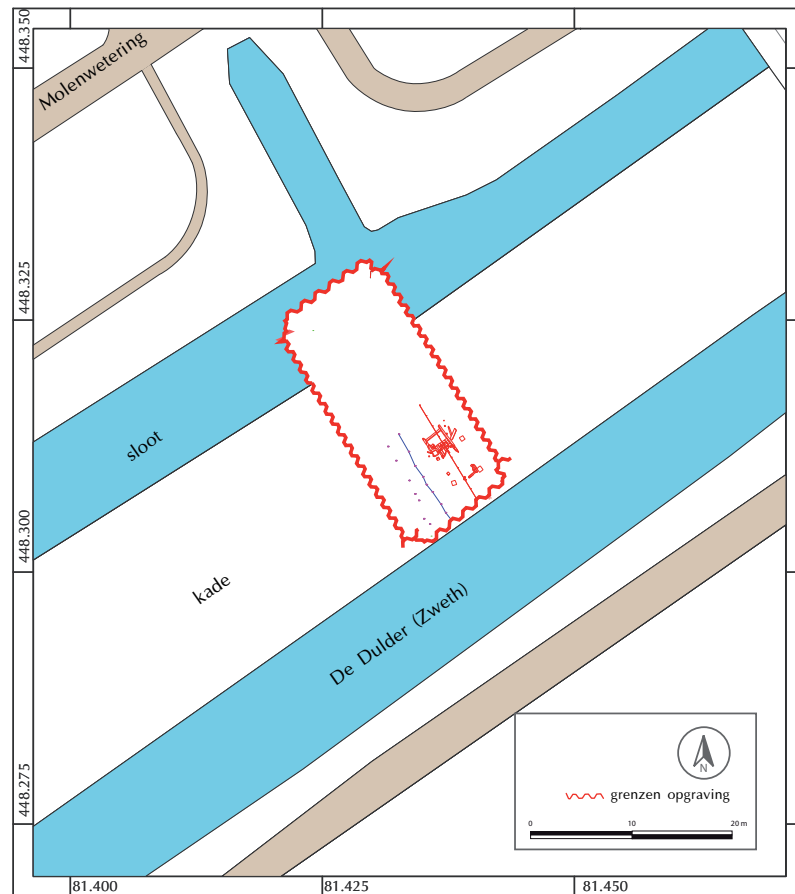 448.350
Molenwetering
448.325
sloot
448.300
kade
De Dulder (Zweth)
448.275
N
grenzen opgraving
0 10 20 m
81.400 81.425 81.450